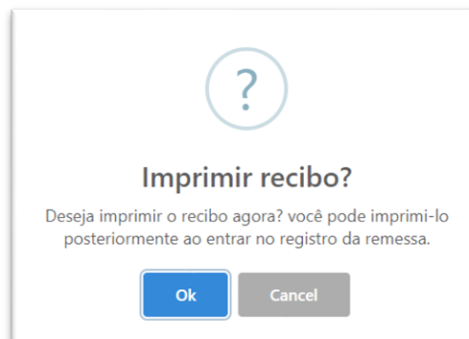 ?
Imprimir recibo?
Deseja imprimir o recibo agora? você pode imprimi-lo
posteriormente ao entrar no registro da remessa.
Ok Cancel